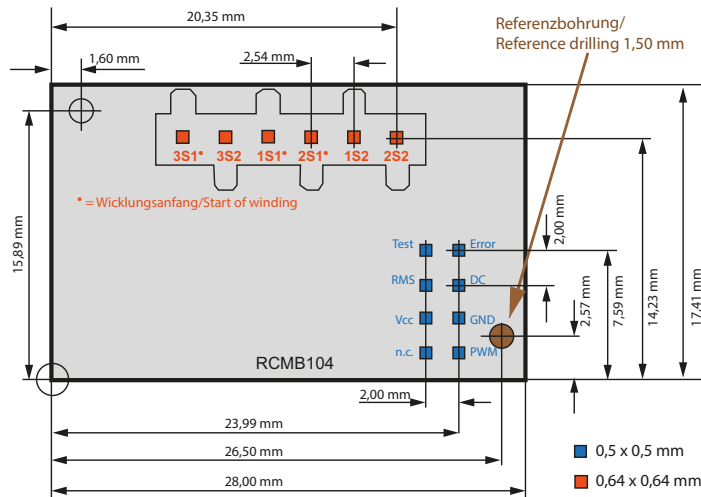 20,35 mm
Referenzbohrung/
Reference drilling 1,50 mm
1,60 mm
2,54 mm
3S1• 3S2 1S1• 2S1• 1S2 2S2
• = Wicklungsanfang/Start of winding
15,89 mm
Test Error
RMS DC
Vcc GND
n.c. PWM
2,00 mm
2,57 mm
7,59 mm
14,23 mm
17,41 mm
RCMB104
2,00 mm
23,99 mm
26,50 mm
28,00 mm
0,5 x 0,5 mm
0,64 x 0,64 mm